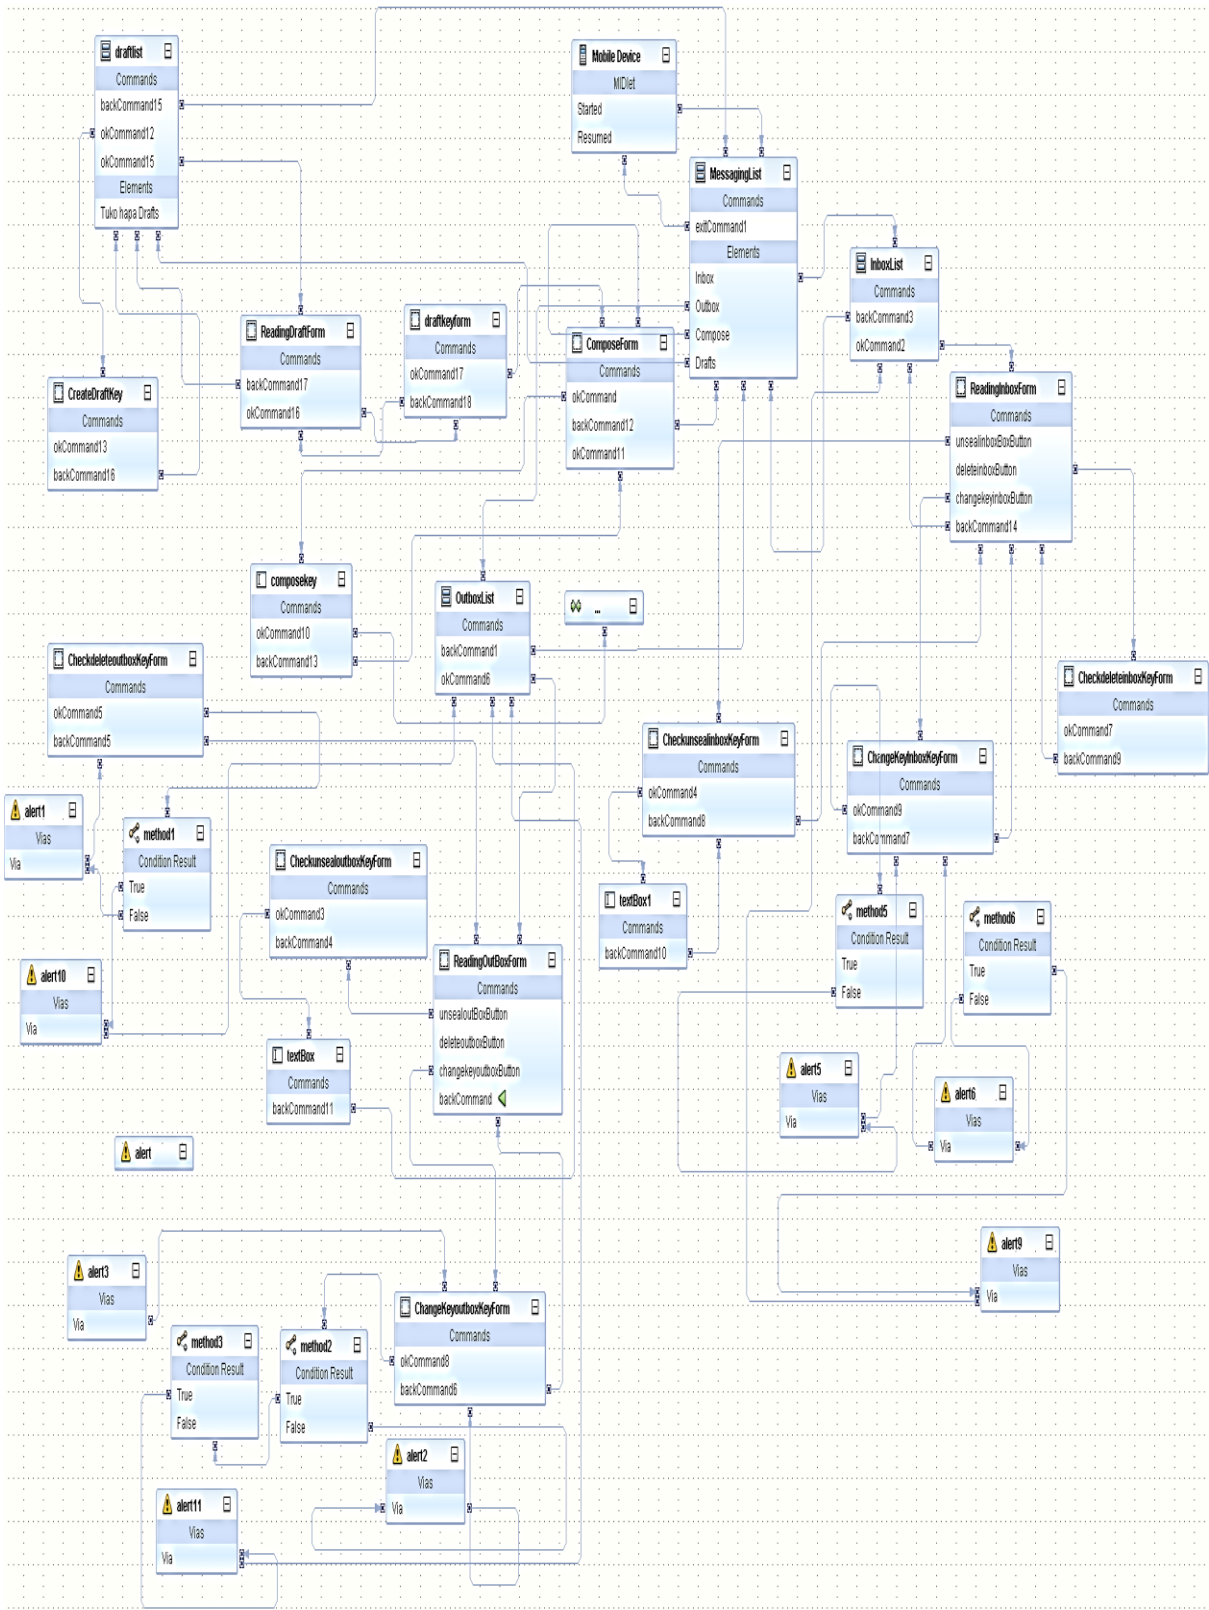 draftlist
Commands
backCommand15
okCommand12
okCommand15
Elements
Tuko hapa Drafts
Mobile Device
MIDlet
Started
Resumed
MessagingList
Commands
exitCommand1
Elements
Inbox
Outbox
Compose
Drafts
InboxList
Commands
backCommand3
okCommand2
ReadingDraftForm
Commands
backCommand17
okCommand16
draftkeyform
Commands
okCommand17
backCommand18
ComposeForm
Commands
okCommand
backCommand12
okCommand11
CreateDraftKey
Commands
okCommand13
backCommand16
ReadingInboxForm
Commands
unsealinboxBoxButton
deleteinboxButton
changekeyinboxButton
backCommand14
composekey
Commands
okCommand10
backCommand13
OutboxList
Commands
backCommand1
okCommand6
...
CheckdeleteoutboxKeyForm
Commands
okCommand5
backCommand5
CheckunsealinboxKeyForm
Commands
okCommand4
backCommand8
ChangeKeyInboxKeyForm
Commands
okCommand9
backCommand7
CheckdeleteinboxKeyForm
Commands
okCommand7
backCommand9
alert1
Vias
Via
method1
Condition Result
True
False
CheckunsealoutboxKeyForm
Commands
okCommand3
backCommand4
textBox1
Commands
backCommand10
method5
Condition Result
True
False
method6
Condition Result
True
False
alert10
Vias
Via
ReadingOutBoxForm
Commands
unsealoutBoxButton
deleteoutboxButton
changekeyoutboxButton
backCommand
textBox
Commands
backCommand11
alert5
Vias
Via
alert6
Vias
Via
alert
alert9
Vias
Via
alert3
Vias
Via
ChangeKeyoutboxKeyForm
Commands
okCommand8
backCommand6
method3
Condition Result
True
False
method2
Condition Result
True
False
alert2
Vias
Via
alert11
Vias
Via